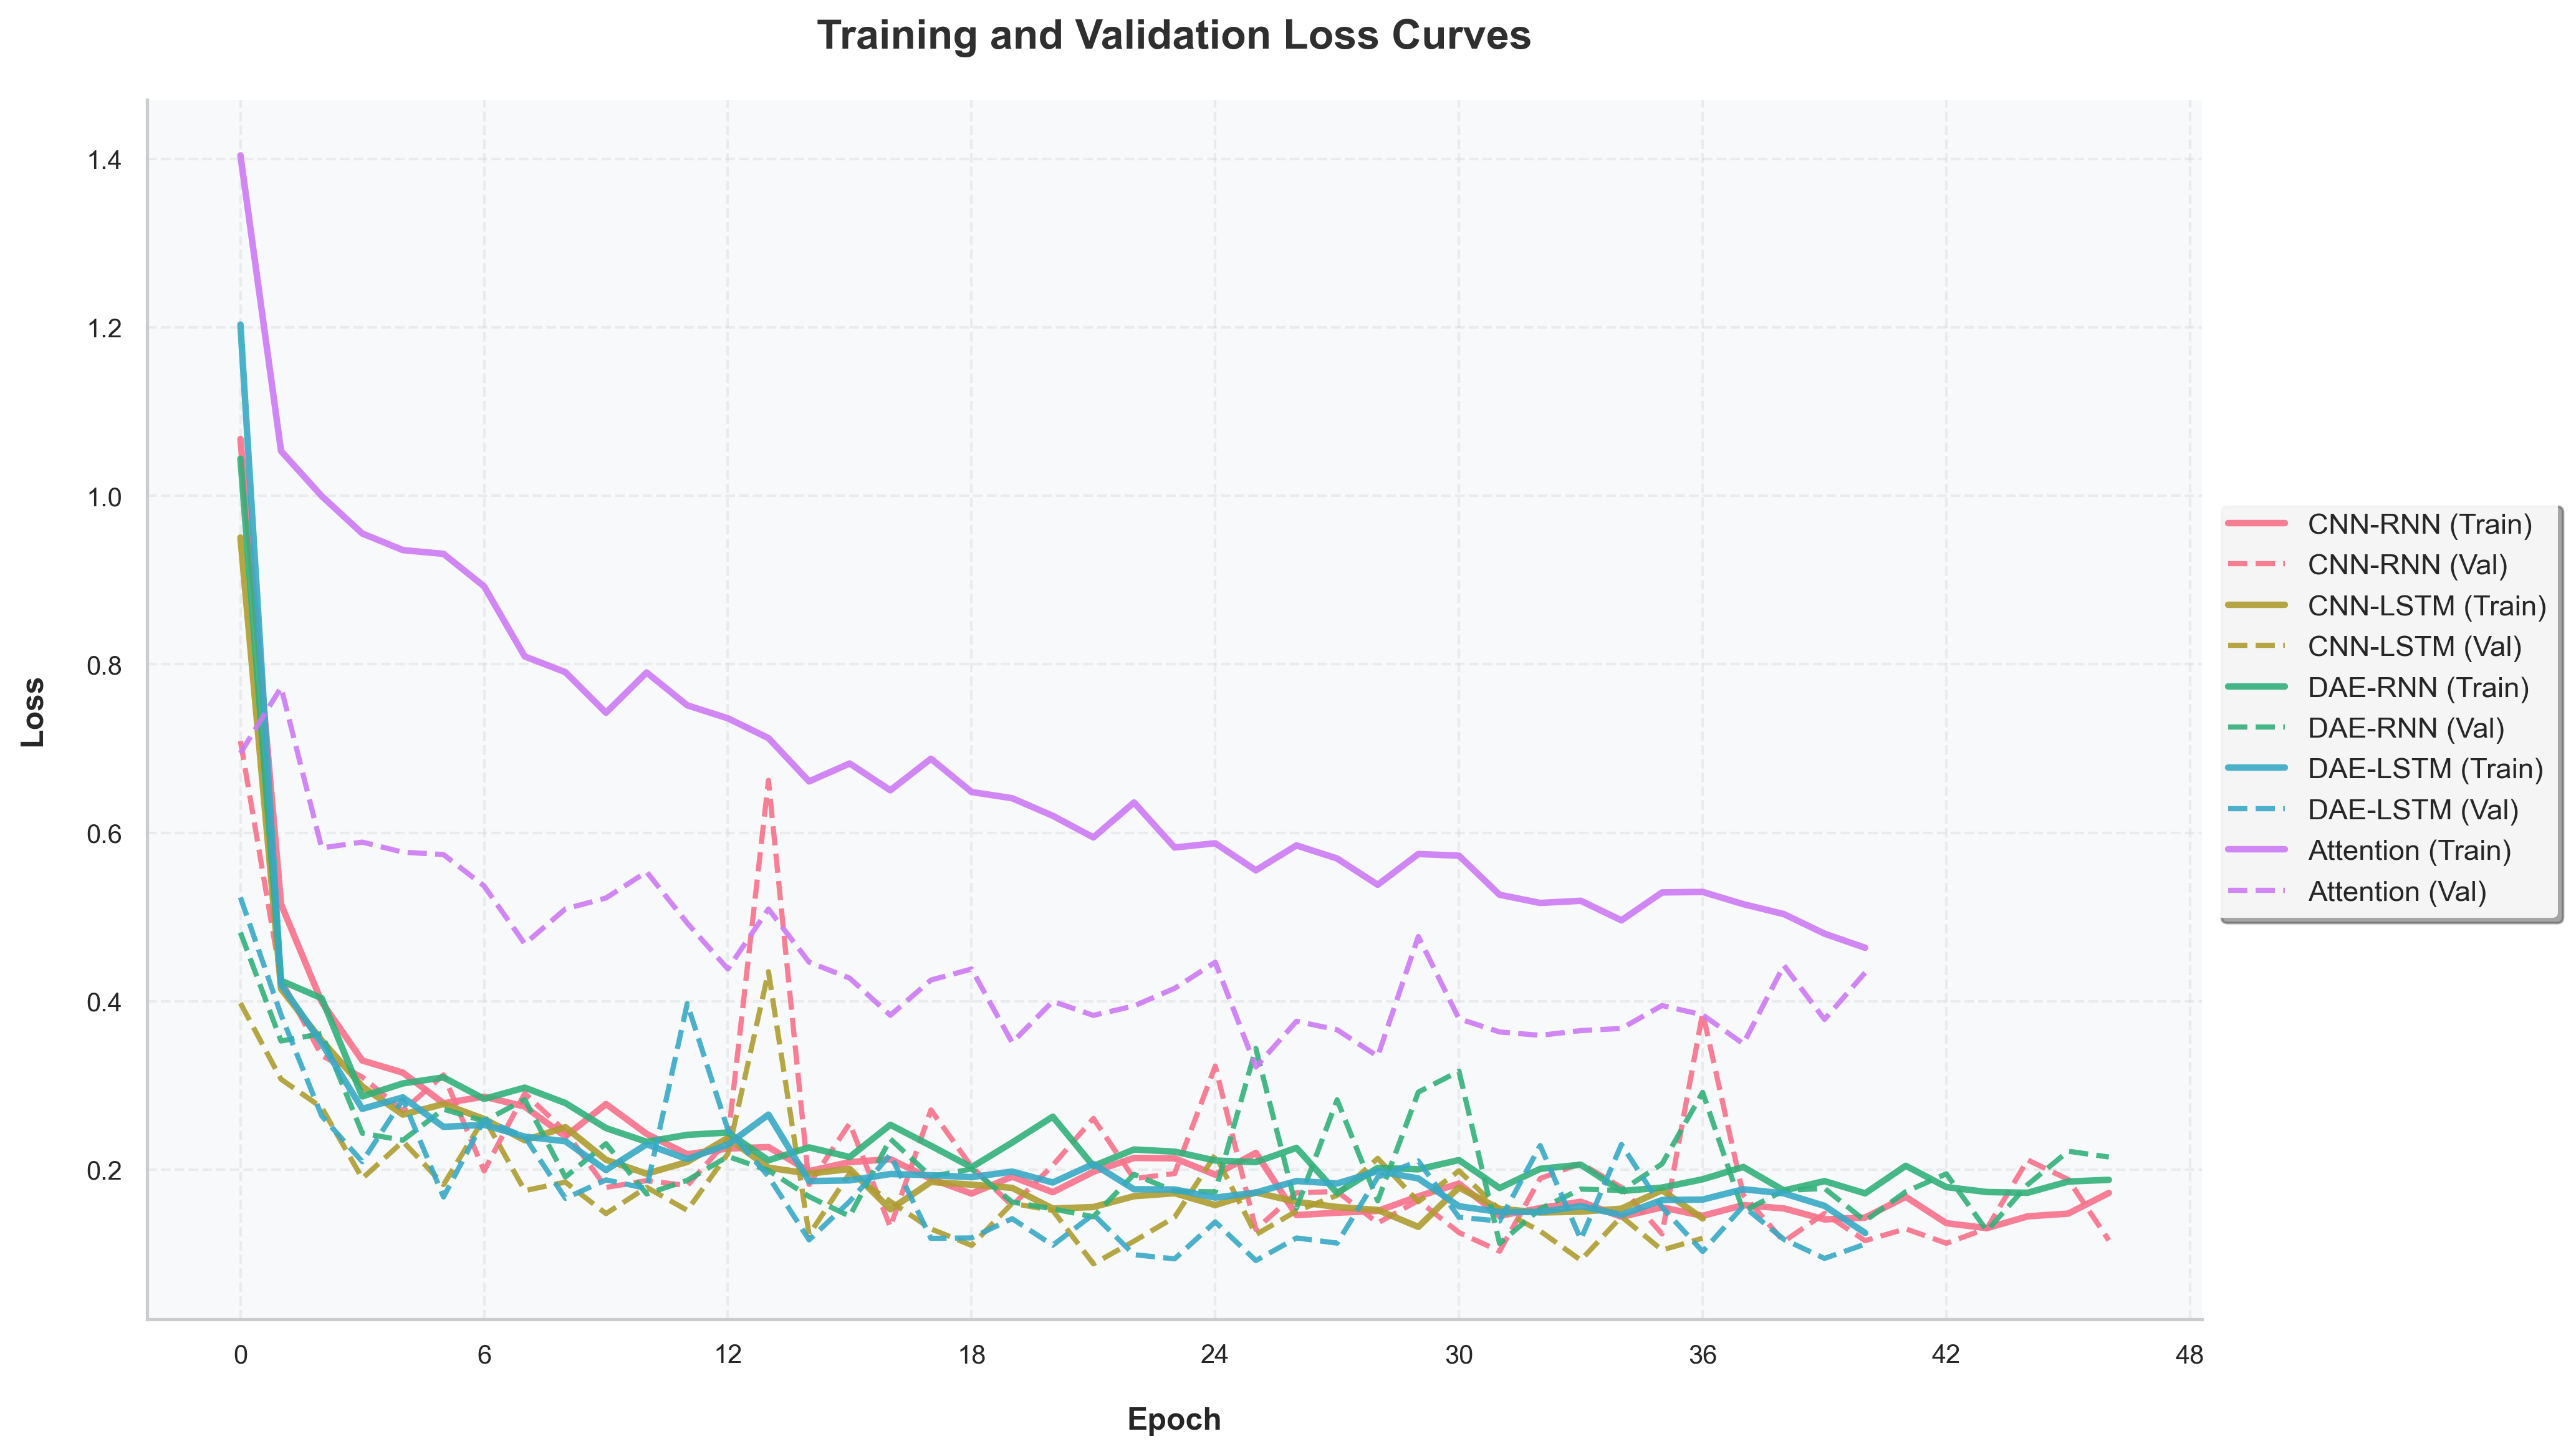 Training and Validation Loss Curves
1.4
1.2
1.0
0.8
0.6
0.4
0.2
Loss
0 6 12 18 24 30 36 42 48
Epoch
CNN-RNN (Train)
CNN-RNN (Val)
CNN-LSTM (Train)
CNN-LSTM (Val)
DAE-RNN (Train)
DAE-RNN (Val)
DAE-LSTM (Train)
DAE-LSTM (Val)
Attention (Train)
Attention (Val)